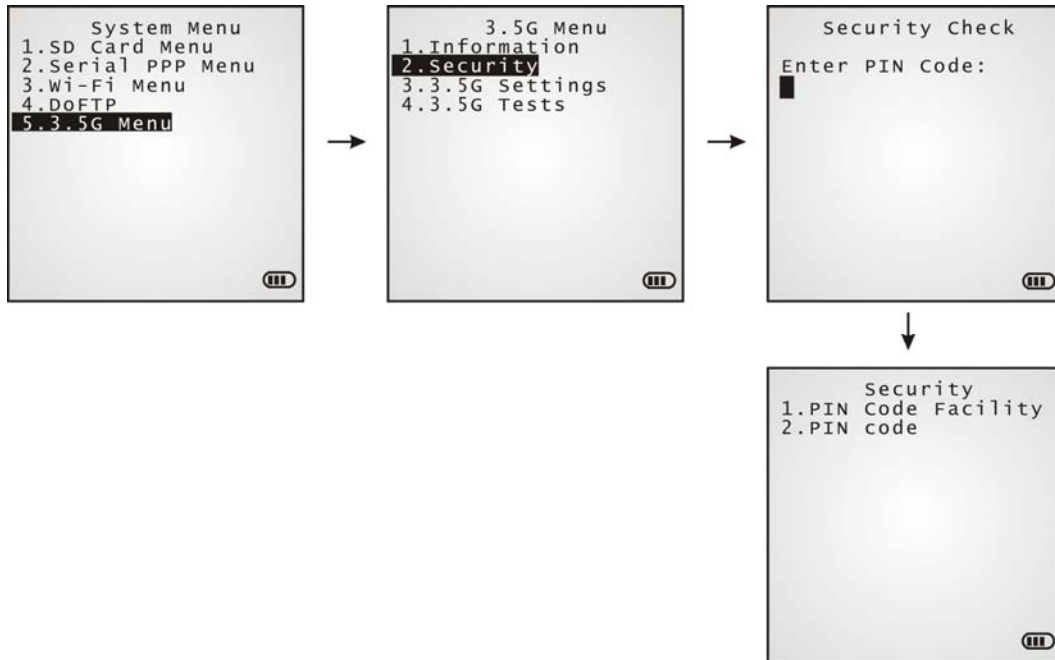 System Menu
1.SD Card Menu
2.Serial PPP Menu
3.Wi-Fi Menu
4.DoFTP
5.3.5G Menu
3.5G Menu
1.Information
2.Security
3.3.5G Settings
4.3.5G Tests
Security Check
Enter PIN Code:
Security
1.PIN Code Facility
2.PIN code